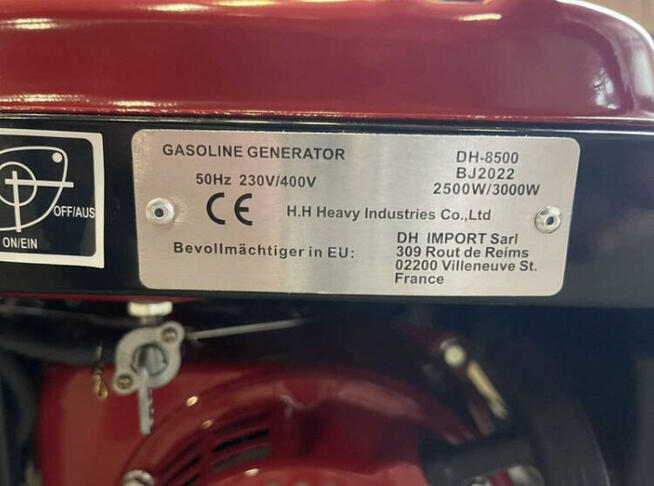 OFF/AUS
ON/EIN
GASOLINE GENERATOR
50Hz 230V/400V
CE
DH-8500
BJ2022
2500W/3000W
H.H Heavy Industries Co.,Ltd
Bevollmächtiger in EU:
DH IMPORT Sarl
309 Rout de Reims
02200 Villeneuve St.
France